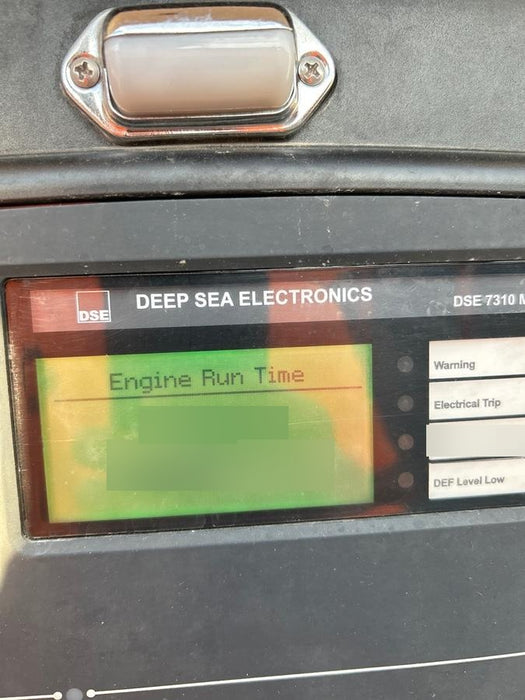 DSE
DEEP SEA ELECTRONICS
DSE 7310 M
Engine Run Time
Warning
Electrical Trip
DEF Level Low